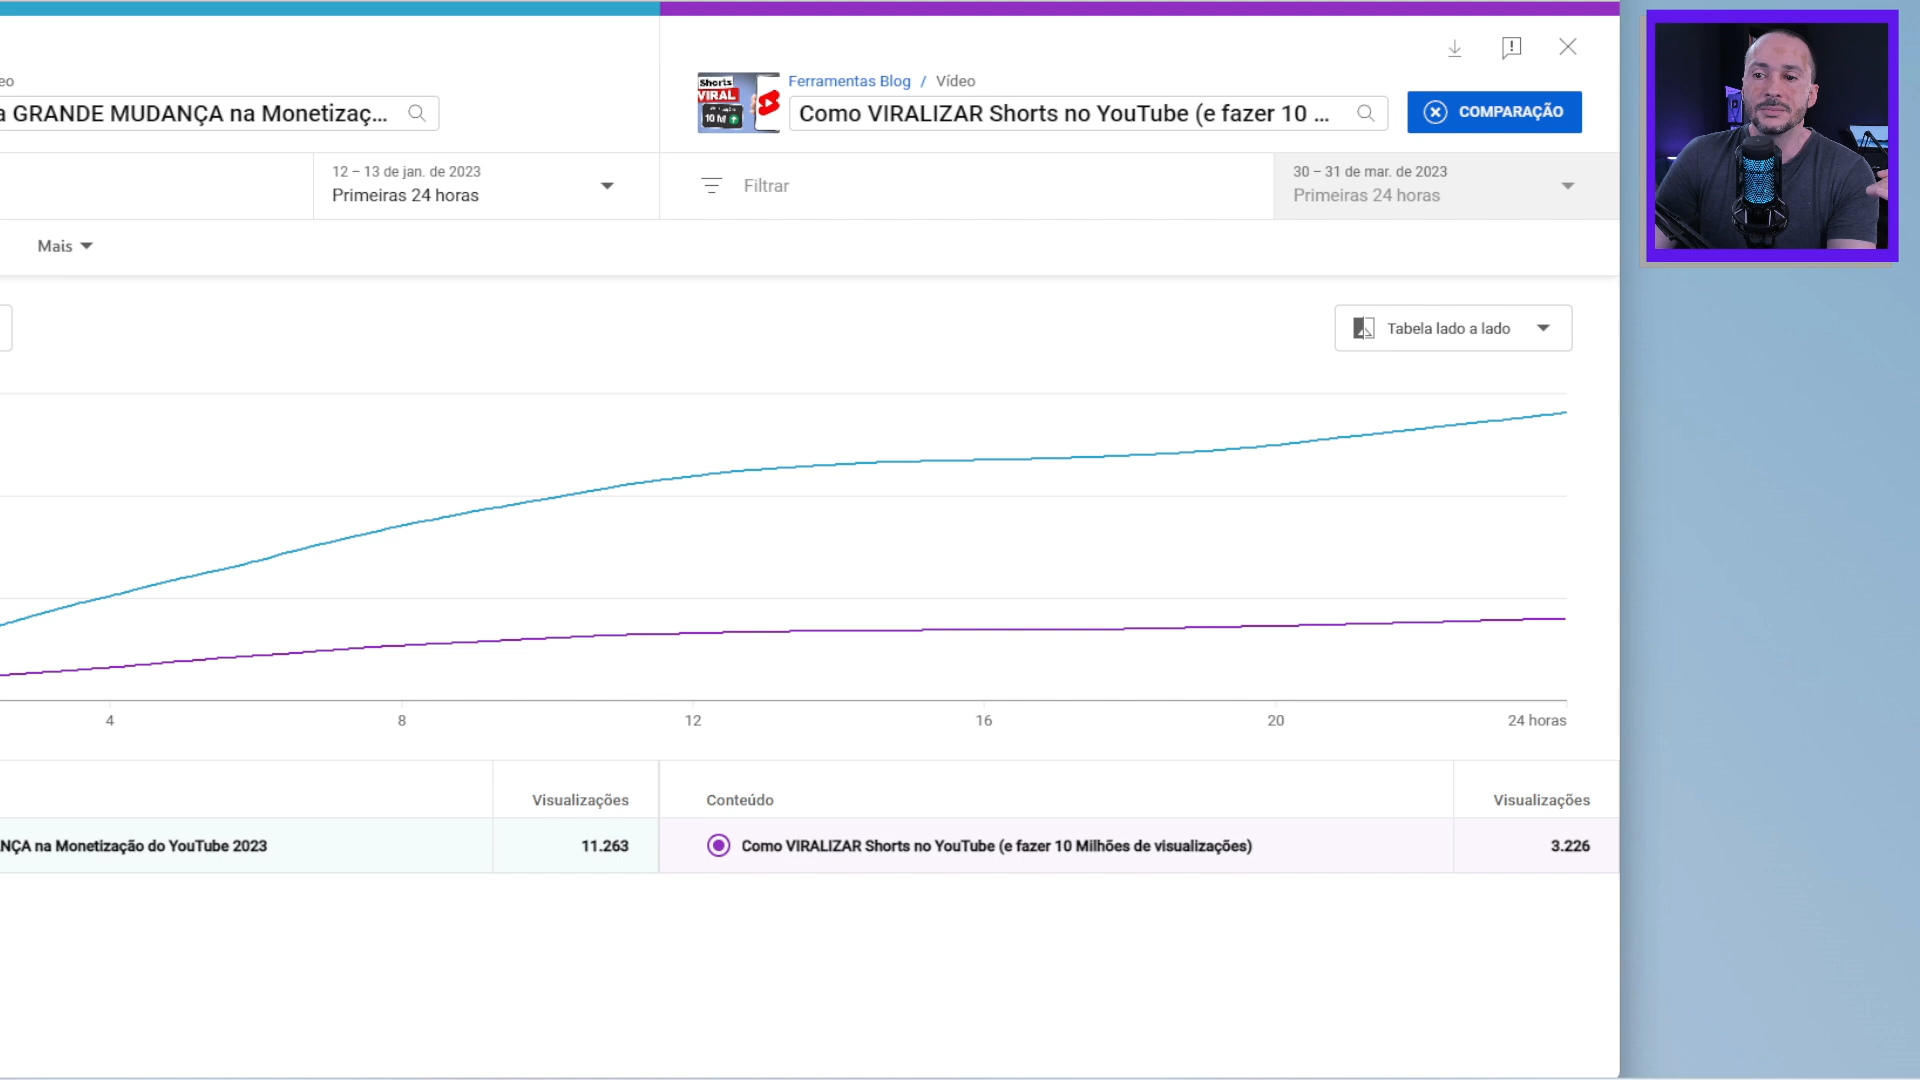 eo
a GRANDE MUDANÇA na Monetizaç...
Shorts
VIRAL
10 M
Ferramentas Blog / Vídeo
Como VIRALIZAR Shorts no YouTube (e fazer 10 ...
COMPARAÇÃO
12 – 13 de jan. de 2023
Primeiras 24 horas
Filtrar
30 – 31 de mar. de 2023
Primeiras 24 horas
Mais
Tabela lado a lado
4 8 12 16 20 24 horas
Visualizações
Conteúdo
Visualizações
NÇA na Monetização do YouTube 2023
11.263
Como VIRALIZAR Shorts no YouTube (e fazer 10 Milhões de visualizações)
3.226